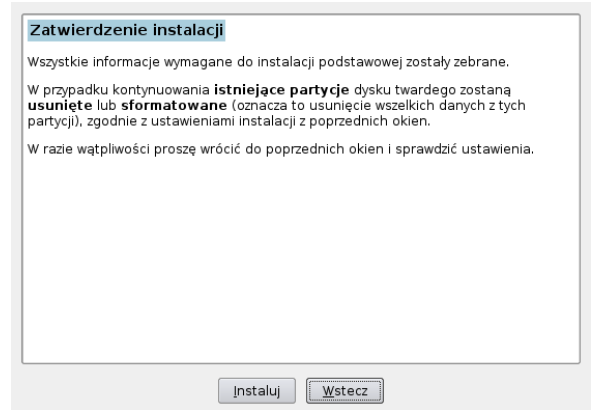 Zatwierdzenie instalacji
Wszystkie informacje wymagane do instalacji podstawowej zostały zebrane.
W przypadku kontynuowania istniejące partycje dysku twardego zostaną
usunięte lub sformatowane (oznacza to usunięcie wszelkich danych z tych
partycji), zgodnie z ustawieniami instalacji z poprzednich okien.
W razie wątpliwości proszę wrócić do poprzednich okien i sprawdzić ustawienia.
Instaluj Wstecz